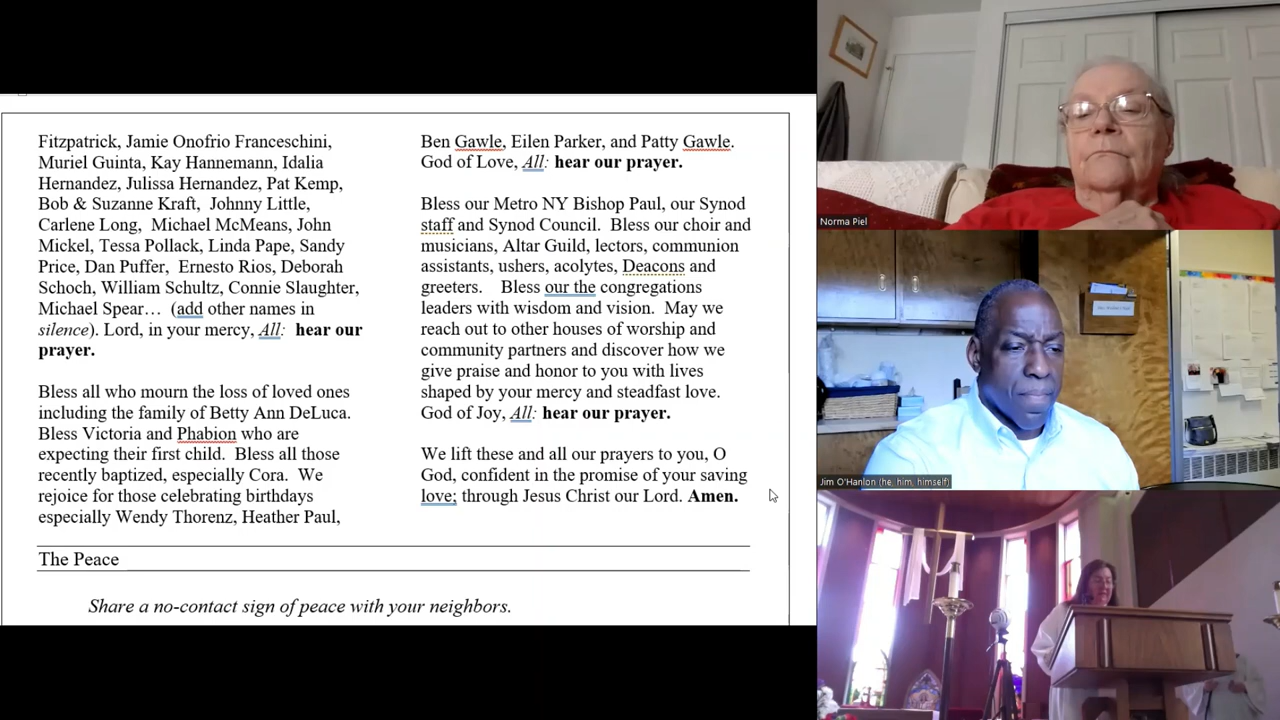 Fitzpatrick, Jamie Onofrio Franceschini,
Muriel Guinta, Kay Hannemann, Idalia
Hernandez, Julissa Hernandez, Pat Kemp,
Bob & Suzanne Kraft, Johnny Little,
Carlene Long, Michael McMeans, John
Mickel, Tessa Pollack, Linda Pape, Sandy
Price, Dan Puffer, Ernesto Rios, Deborah
Schoch, William Schultz, Connie Slaughter,
Michael Spear… (add other names in
silence). Lord, in your mercy, All: hear our
prayer.
Bless all who mourn the loss of loved ones
including the family of Betty Ann DeLuca.
Bless Victoria and Phabion who are
expecting their first child. Bless all those
recently baptized, especially Cora. We
rejoice for those celebrating birthdays
especially Wendy Thorenz, Heather Paul,
Ben Gawle, Eilen Parker, and Patty Gawle.
God of Love, All: hear our prayer.
Bless our Metro NY Bishop Paul, our Synod
staff and Synod Council. Bless our choir and
musicians, Altar Guild, lectors, communion
assistants, ushers, acolytes, Deacons and
greeters. Bless our the congregations
leaders with wisdom and vision. May we
reach out to other houses of worship and
community partners and discover how we
give praise and honor to you with lives
shaped by your mercy and steadfast love.
God of Joy, All: hear our prayer.
We lift these and all our prayers to you, O
God, confident in the promise of your saving
love; through Jesus Christ our Lord. Amen.
The Peace
Share a no-contact sign of peace with your neighbors.
Norma Piel
Jim O'Hanlon (he, him, himself)